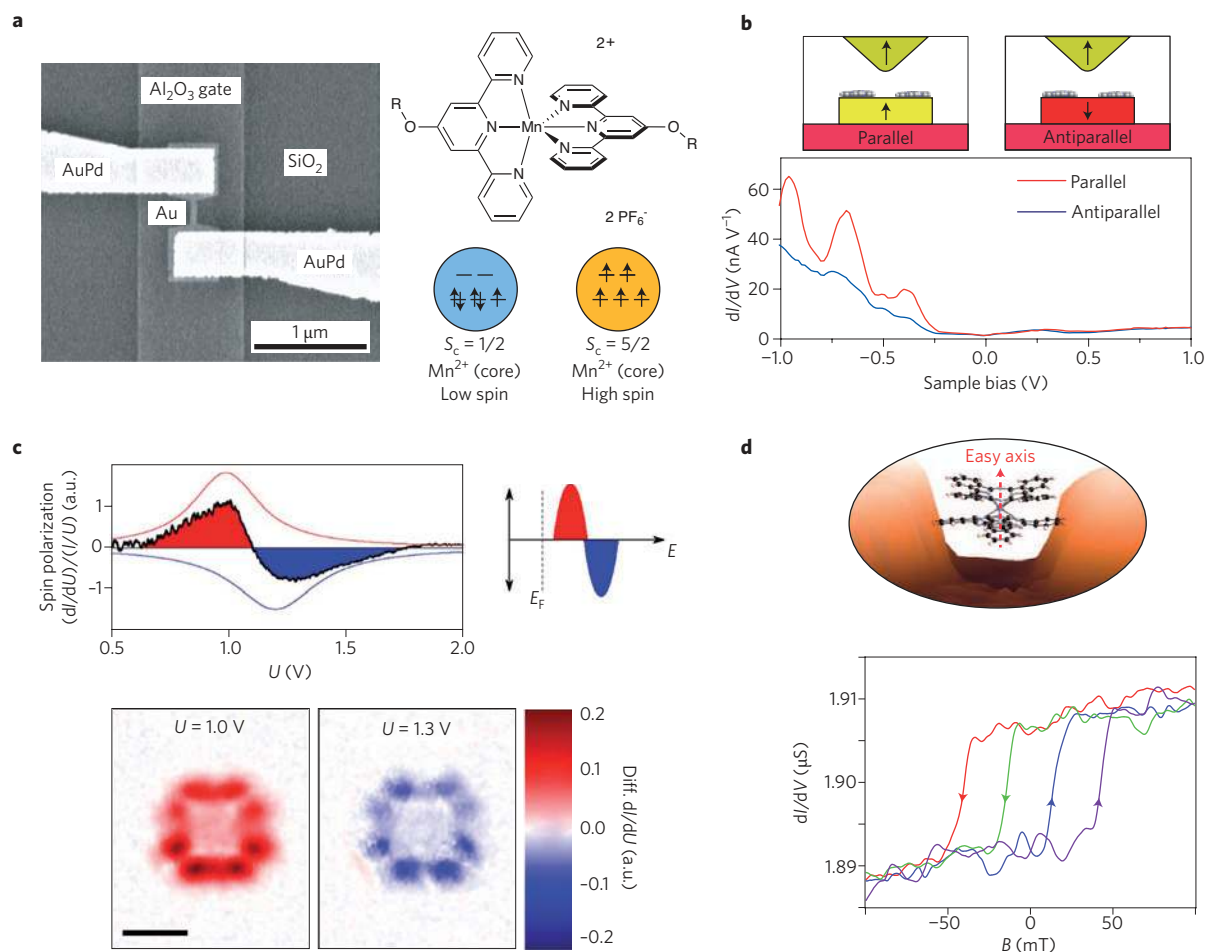 a
Al₂O₃ gate
SiO₂
AuPd
Au
AuPd
1 µm
2+
R
O
N
N
N
Mn
N
N
N
O
R
2 PF₆⁻
S_c = 1/2
Mn²⁺ (core)
Low spin
S_c = 5/2
Mn²⁺ (core)
High spin
b
Parallel
Antiparallel
Parallel
Antiparallel
dI/dV (nA V⁻¹)
60
40
20
0
−1.0
−0.5
0.0
0.5
1.0
Sample bias (V)
c
Spin polarization
(dI/dU)/(I/U) (a.u.)
1
0
−1
0.5
1.0
1.5
2.0
U (V)
E
E_F
U = 1.0 V
U = 1.3 V
0.2
0.1
0.0
−0.1
−0.2
Diff. dI/dU (a.u.)
d
Easy axis
dI/dV (µS)
1.91
1.90
1.89
−50
0
50
B (mT)